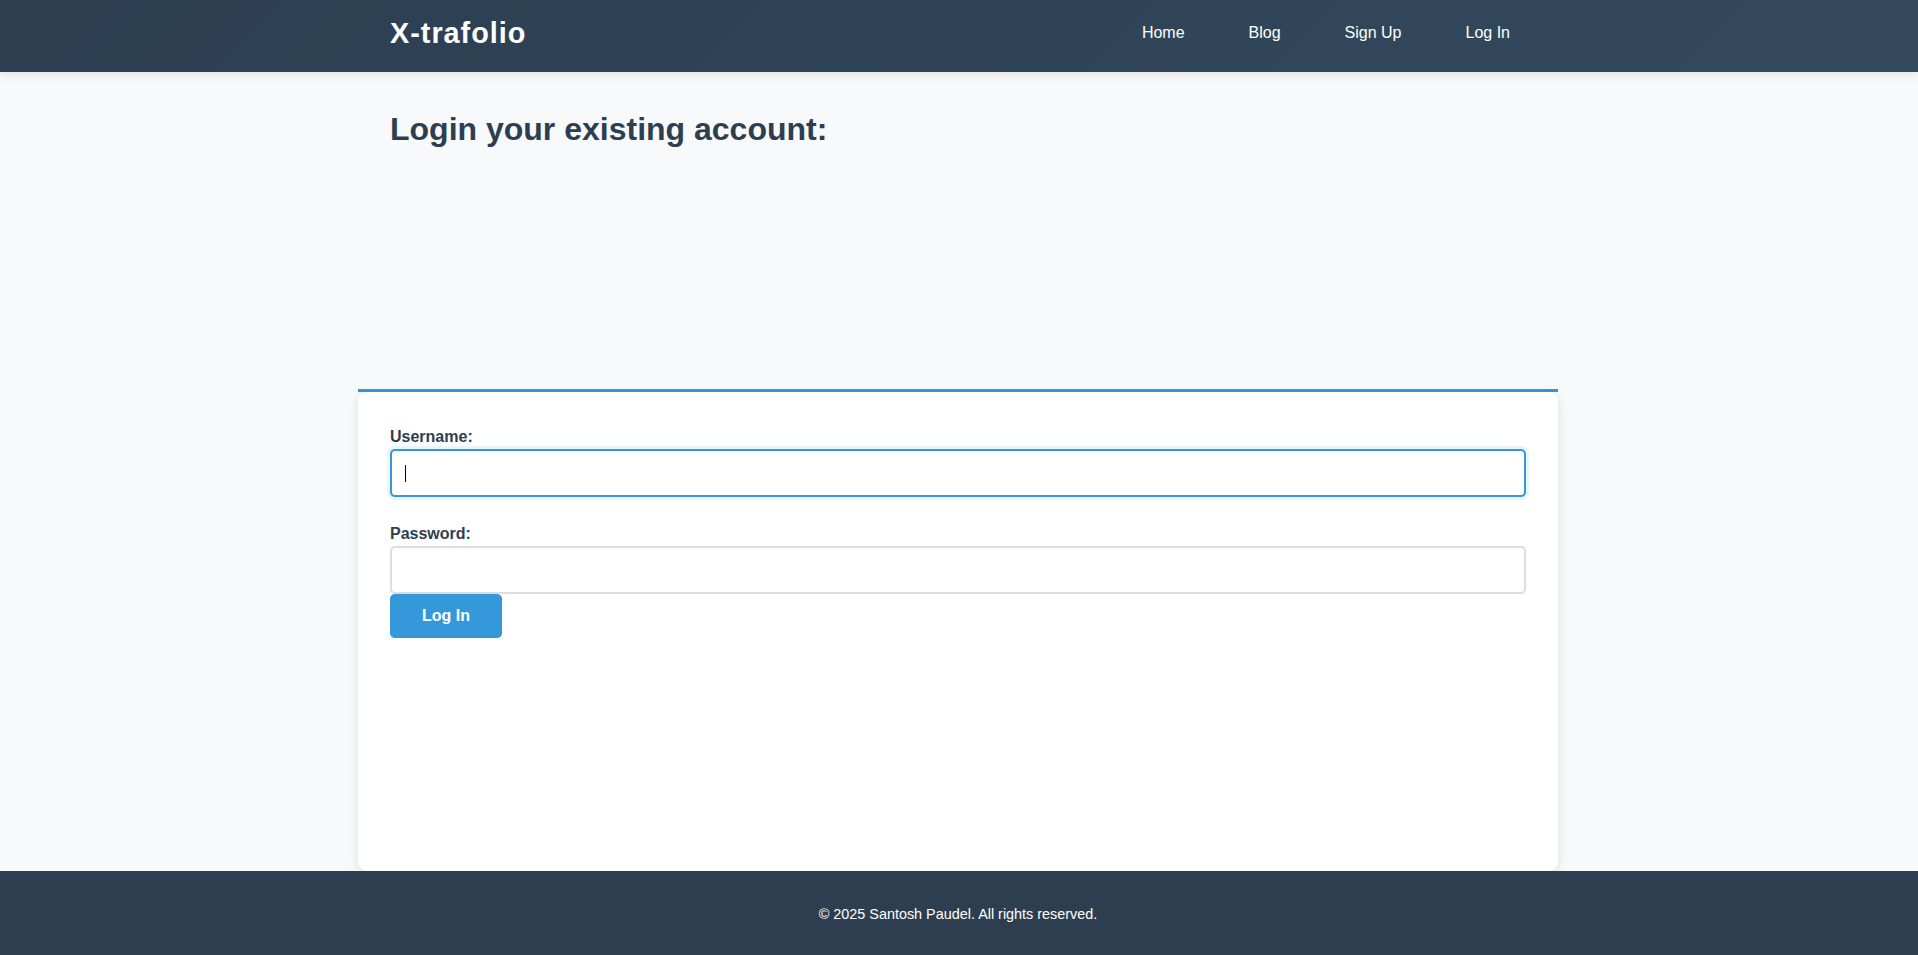 X-trafolio
Home Blog Sign Up Log In
Login your existing account:
Username:
Password:
Log In
© 2025 Santosh Paudel. All rights reserved.